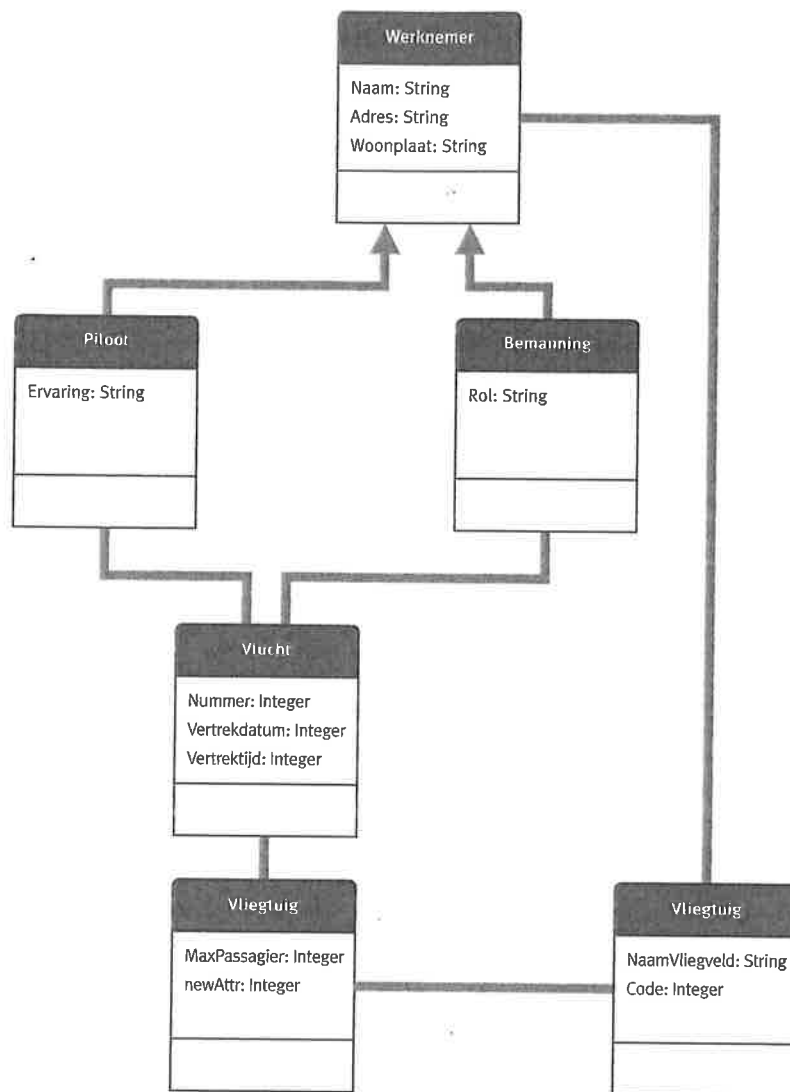 Werknemer
Naam: String
Adres: String
Woonplaat: String
Piloot
Ervaring: String
Bemanning
Rol: String
Vlucht
Nummer: Integer
Vertrekdatum: Integer
Vertrektijd: Integer
Vliegtuig
MaxPassagier: Integer
newAttr: Integer
Vliegtuig
NaamVliegveld: String
Code: Integer